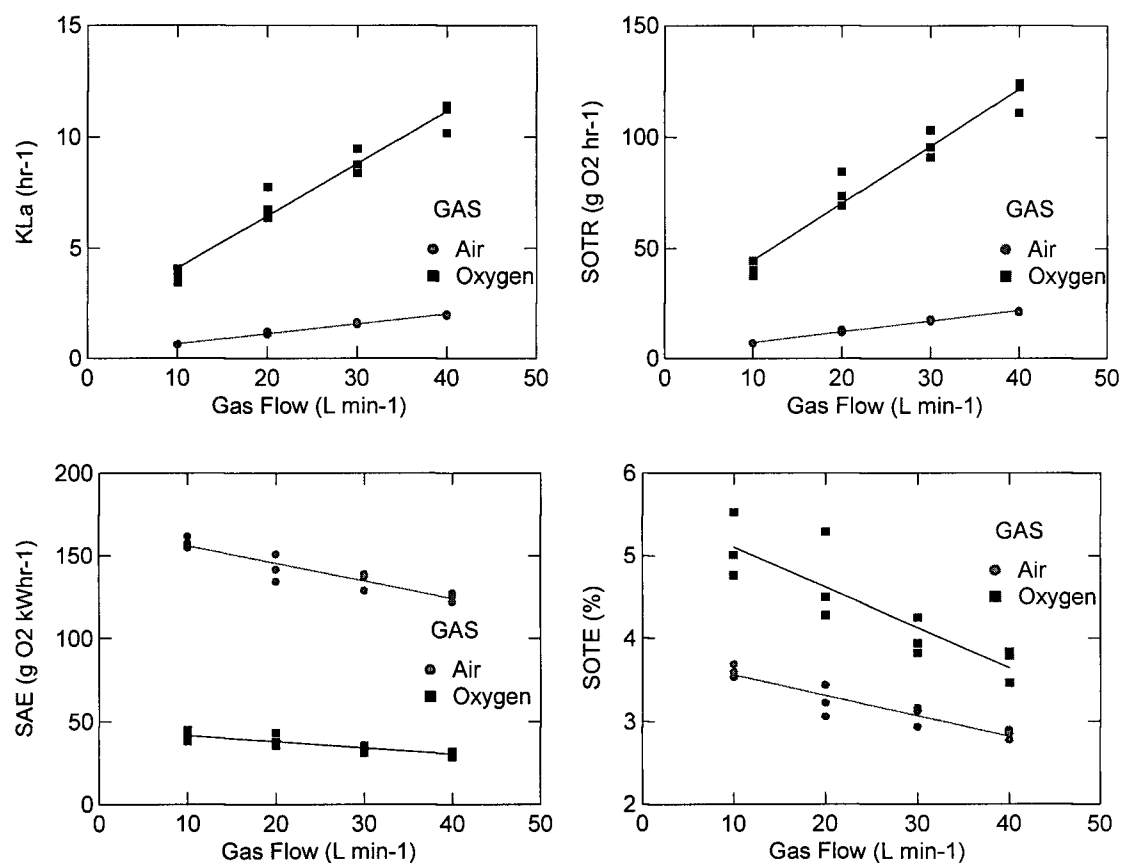 15
10
5
0
KLa (hr-1)
GAS
Air
Oxygen
0 10 20 30 40 50
Gas Flow (L min-1)
150
100
50
0
SOTR (g O2 hr-1)
GAS
Air
Oxygen
0 10 20 30 40 50
Gas Flow (L min-1)
200
150
100
50
0
SAE (g O2 kWhr-1)
GAS
Air
Oxygen
0 10 20 30 40 50
Gas Flow (L min-1)
6
5
4
3
2
SOTE (%)
GAS
Air
Oxygen
0 10 20 30 40 50
Gas Flow (L min-1)